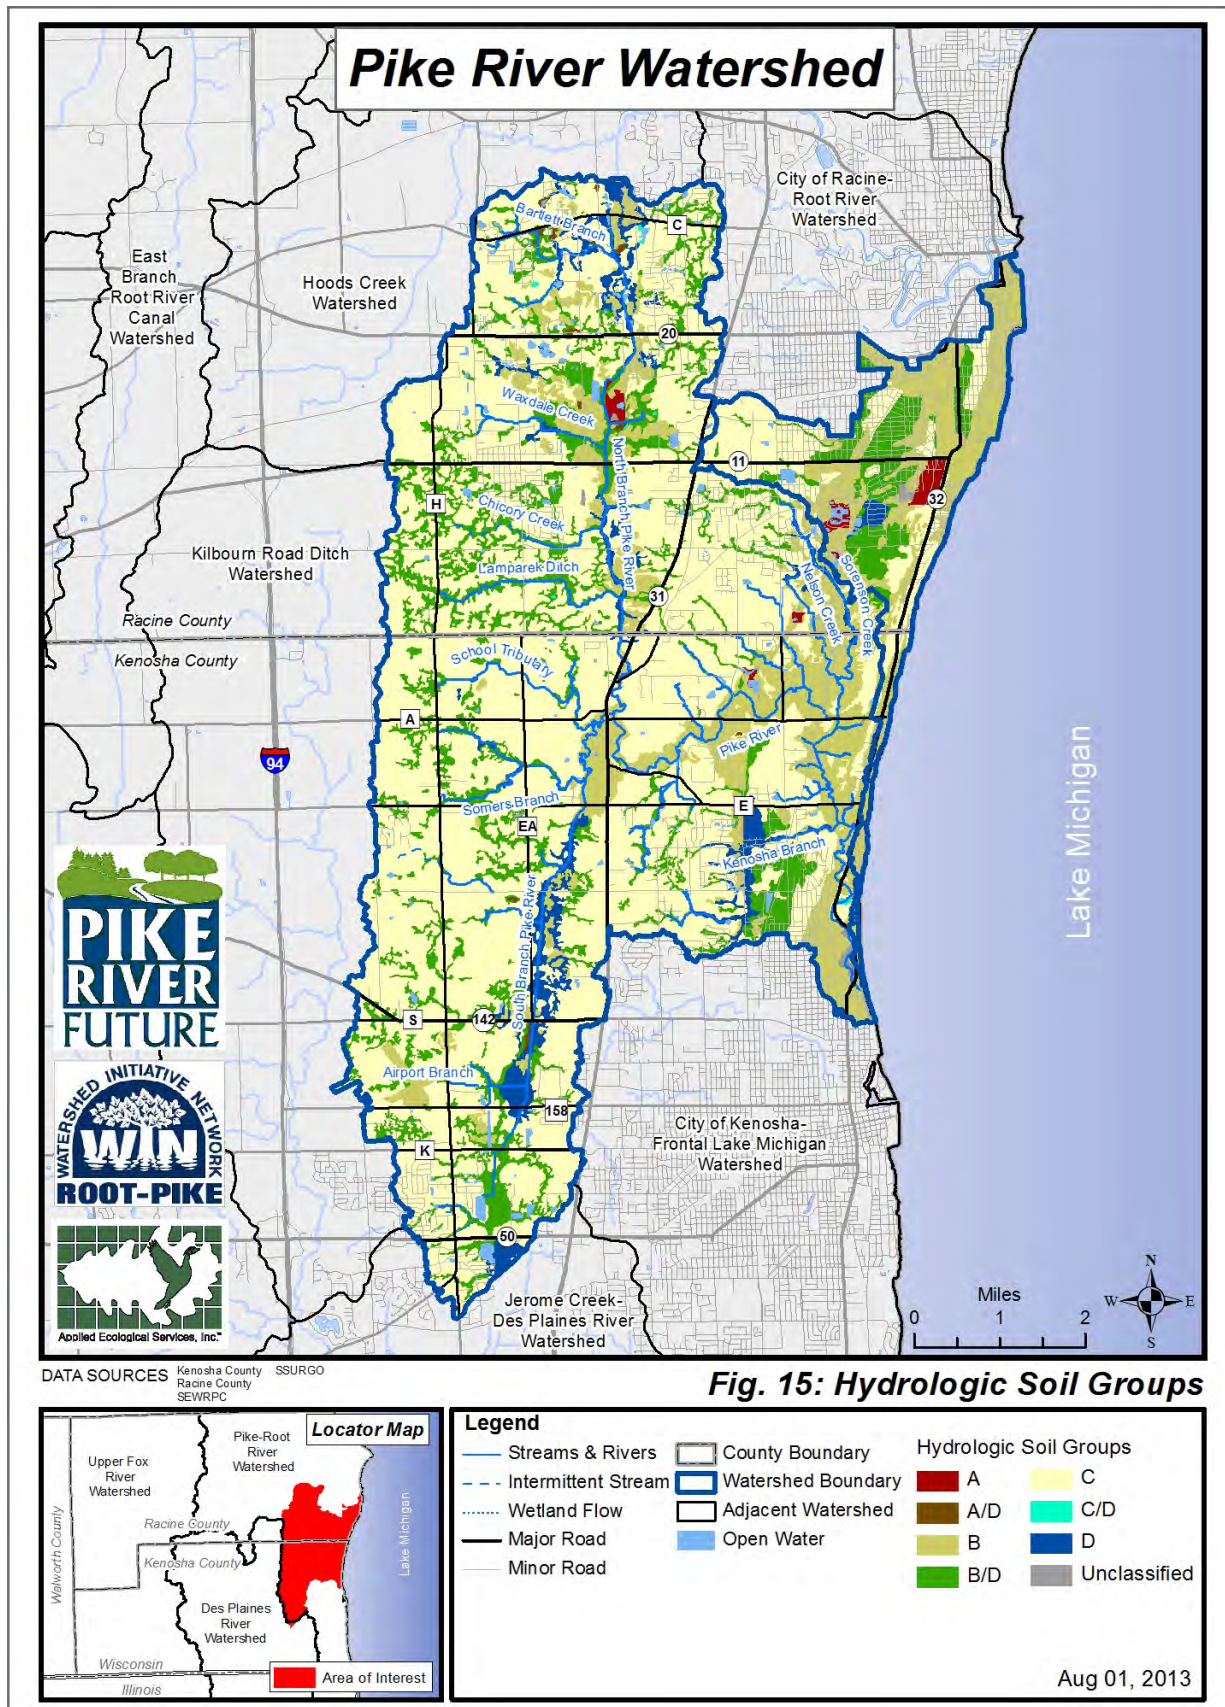 Pike River Watershed
City of Racine-
Root River
Watershed
East
Branch
Root River
Canal
Watershed
Hoods Creek
Watershed
Bartlett Branch
C
20
Waxdale Creek
North Branch Pike River
11
32
H
Chicory Creek
Kilbourn Road Ditch
Watershed
Lamparek Ditch
Nelson Creek
Sorenson Creek
31
Racine County
Kenosha County
School Tributary
A
94
Pike River
Somers Branch
EA
E
Kenosha Branch
Lake Michigan
South Branch Pike River
S
142
Airport Branch
158
K
City of Kenosha-
Frontal Lake Michigan
Watershed
50
Jerome Creek-
Des Plaines River
Watershed
PIKE
RIVER
FUTURE
WATERSHED INITIATIVE NETWORK
WIN
ROOT-PIKE
Applied Ecological Services, Inc.™
Miles
0 1 2
N
W E
S
DATA SOURCES
Kenosha County SSURGO
Racine County
SEWRPC
Fig. 15: Hydrologic Soil Groups
Locator Map
Pike-Root
River
Watershed
Upper Fox
River
Watershed
Racine County
Kenosha County
Walworth County
Lake Michigan
Des Plaines
River
Watershed
Wisconsin
Illinois
Area of Interest
Legend
Streams & Rivers
Intermittent Stream
Wetland Flow
Major Road
Minor Road
County Boundary
Watershed Boundary
Adjacent Watershed
Open Water
Hydrologic Soil Groups
A
A/D
B
B/D
C
C/D
D
Unclassified
Aug 01, 2013